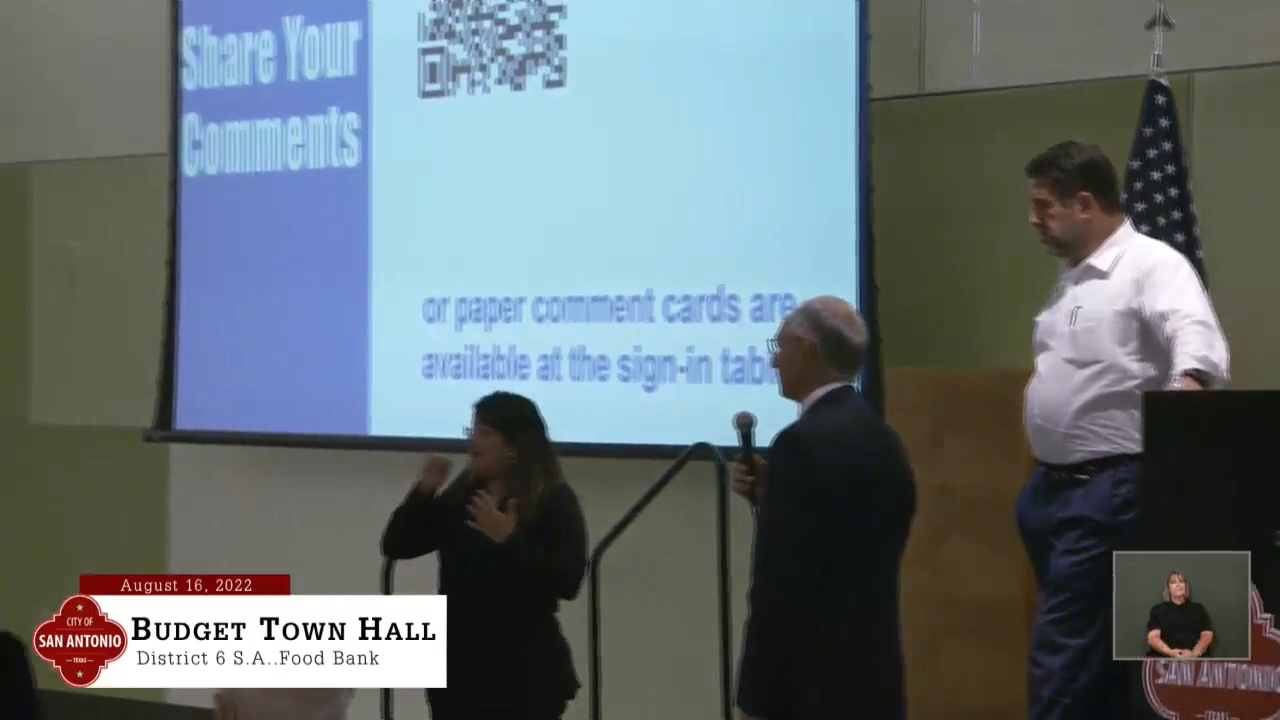 Share Your
Comments
or paper comment cards are
available at the sign-in
August 16, 2022
CITY OF
SAN ANTONIO
TEXAS
BUDGET TOWN HALL
District 6 S.A..Food Bank
SAN ANTONIO